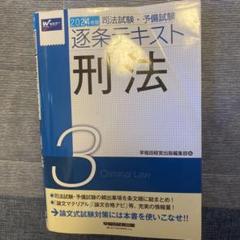 2024年版 司法試験・予備試験
逐条テキスト
刑法
3
Criminal Law
早稲田経営出版編集部 編
●司法試験・予備試験の頻出事項を条文順に総まとめ！
●「論文マテリアル」「論文合格ナビ」等、充実の情報量！
➔論文式試験対策には本書を使いこなせ!!